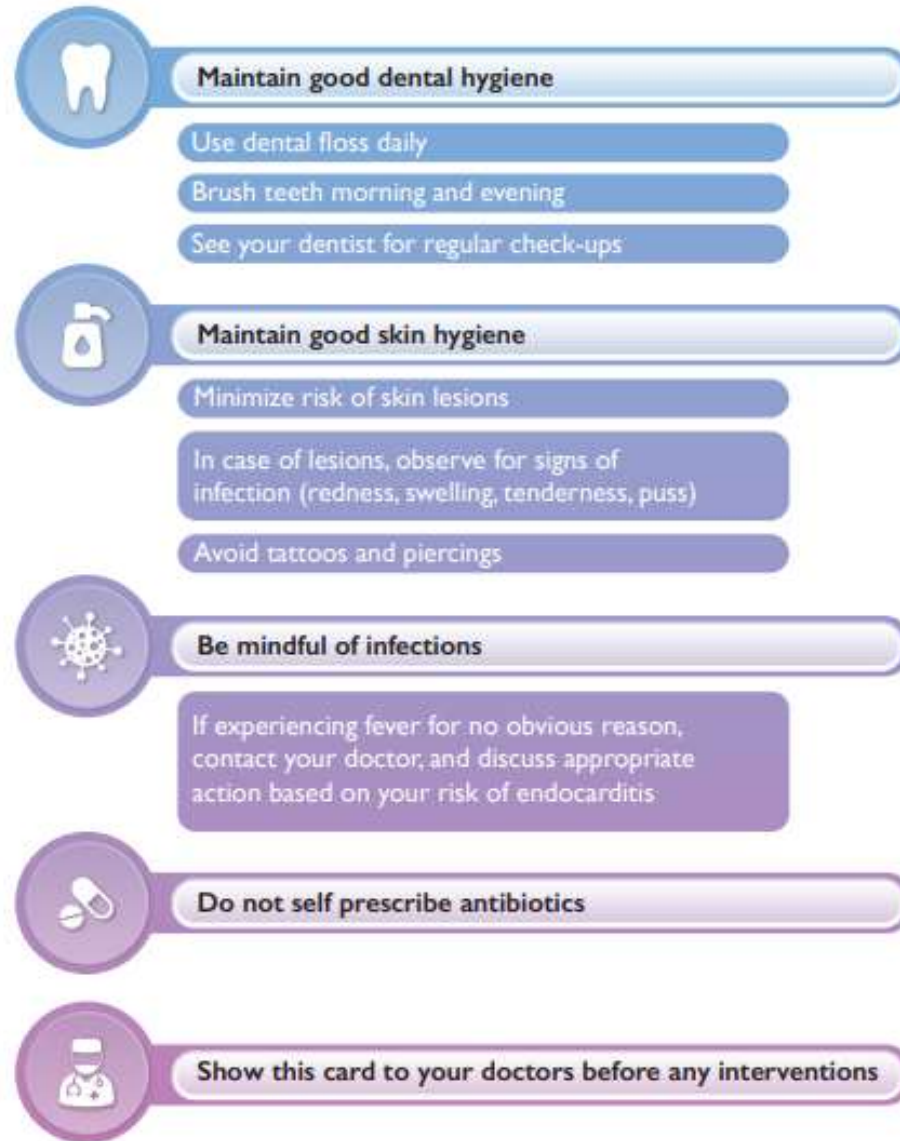 Maintain good dental hygiene
Use dental floss daily
Brush teeth morning and evening
See your dentist for regular check-ups
Maintain good skin hygiene
Minimize risk of skin lesions
In case of lesions, observe for signs of
infection (redness, swelling, tenderness, puss)
Avoid tattoos and piercings
Be mindful of infections
If experiencing fever for no obvious reason,
contact your doctor, and discuss appropriate
action based on your risk of endocarditis
Do not self prescribe antibiotics
Show this card to your doctors before any interventions